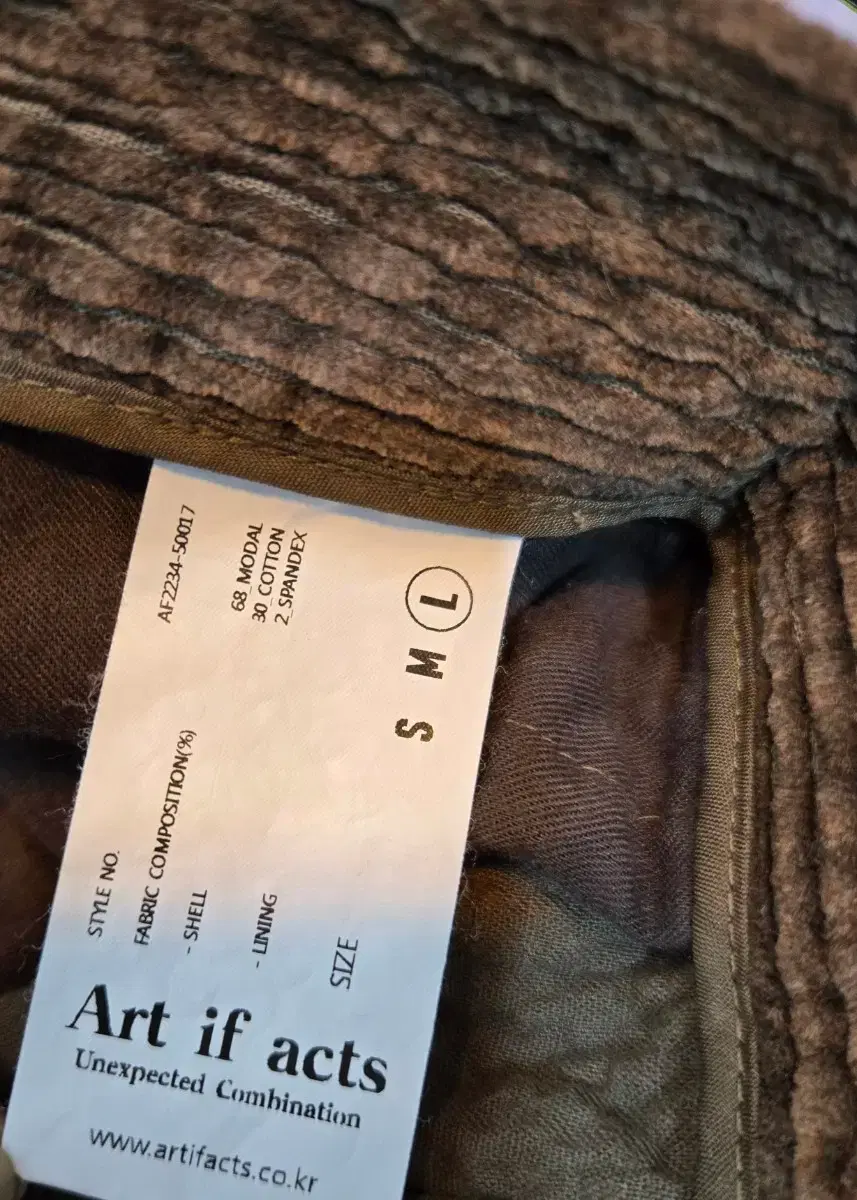 Art if acts
Unexpected Combination
www.artifacts.co.kr
STYLE NO. AF2234-50017
FABRIC COMPOSITION(%)
- SHELL 68 MODAL
30 COTTON
2 SPANDEX
- LINING
SIZE S M L